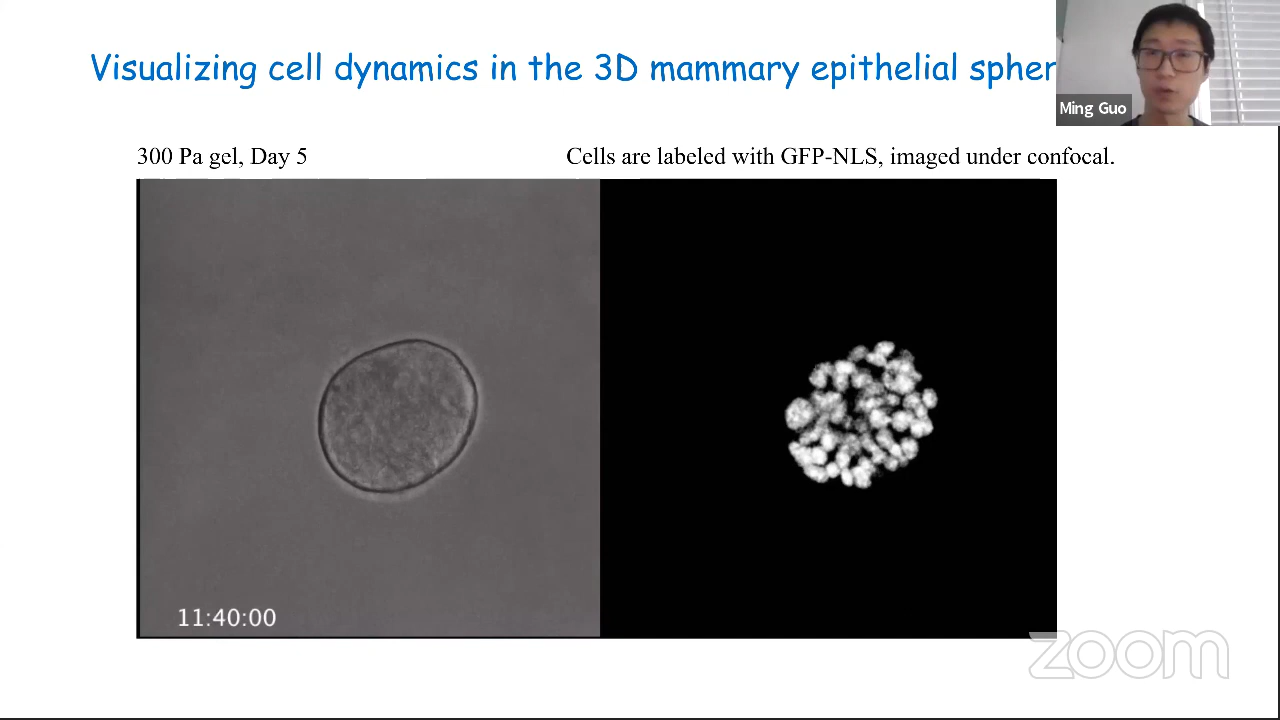 Visualizing cell dynamics in the 3D mammary epithelial spher
Ming Guo
300 Pa gel, Day 5
Cells are labeled with GFP-NLS, imaged under confocal.
11:40:00
zoom